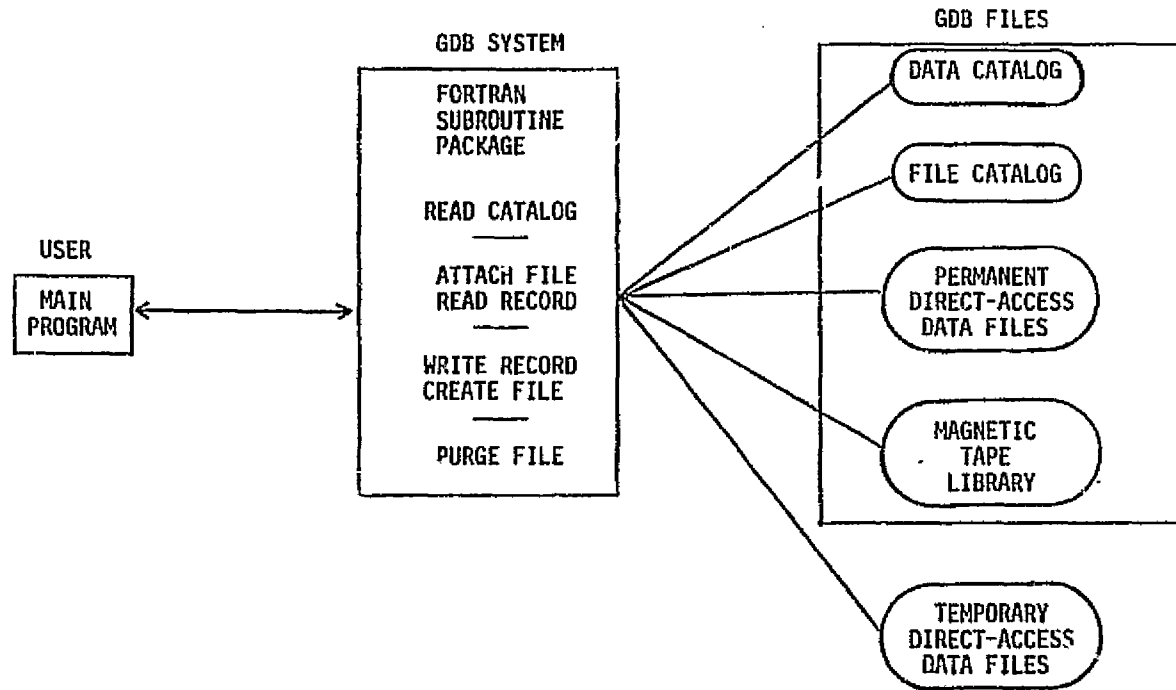 USER
MAIN
PROGRAM
GDB SYSTEM
FORTRAN
SUBROUTINE
PACKAGE
READ CATALOG
ATTACH FILE
READ RECORD
WRITE RECORD
CREATE FILE
PURGE FILE
GDB FILES
DATA CATALOG
FILE CATALOG
PERMANENT
DIRECT-ACCESS
DATA FILES
MAGNETIC
TAPE
LIBRARY
TEMPORARY
DIRECT-ACCESS
DATA FILES